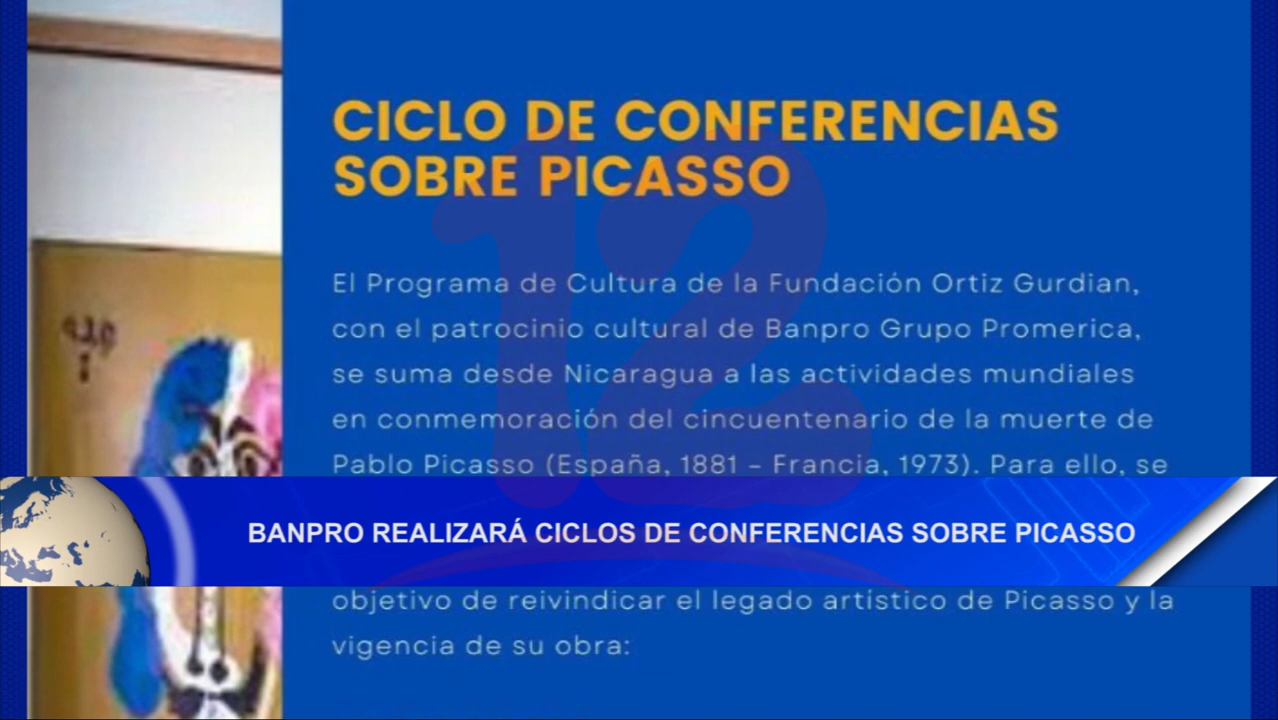 CICLO DE CONFERENCIAS
SOBRE PICASSO
12
El Programa de Cultura de la Fundación Ortiz Gurdian,
con el patrocinio cultural de Banpro Grupo Promerica,
se suma desde Nicaragua a las actividades mundiales
en conmemoración del cincuentenario de la muerte de
Pablo Picasso (España, 1881 – Francia, 1973). Para ello, se
BANPRO REALIZARÁ CICLOS DE CONFERENCIAS SOBRE PICASSO
objetivo de reivindicar el legado artístico de Picasso y la
vigencia de su obra: